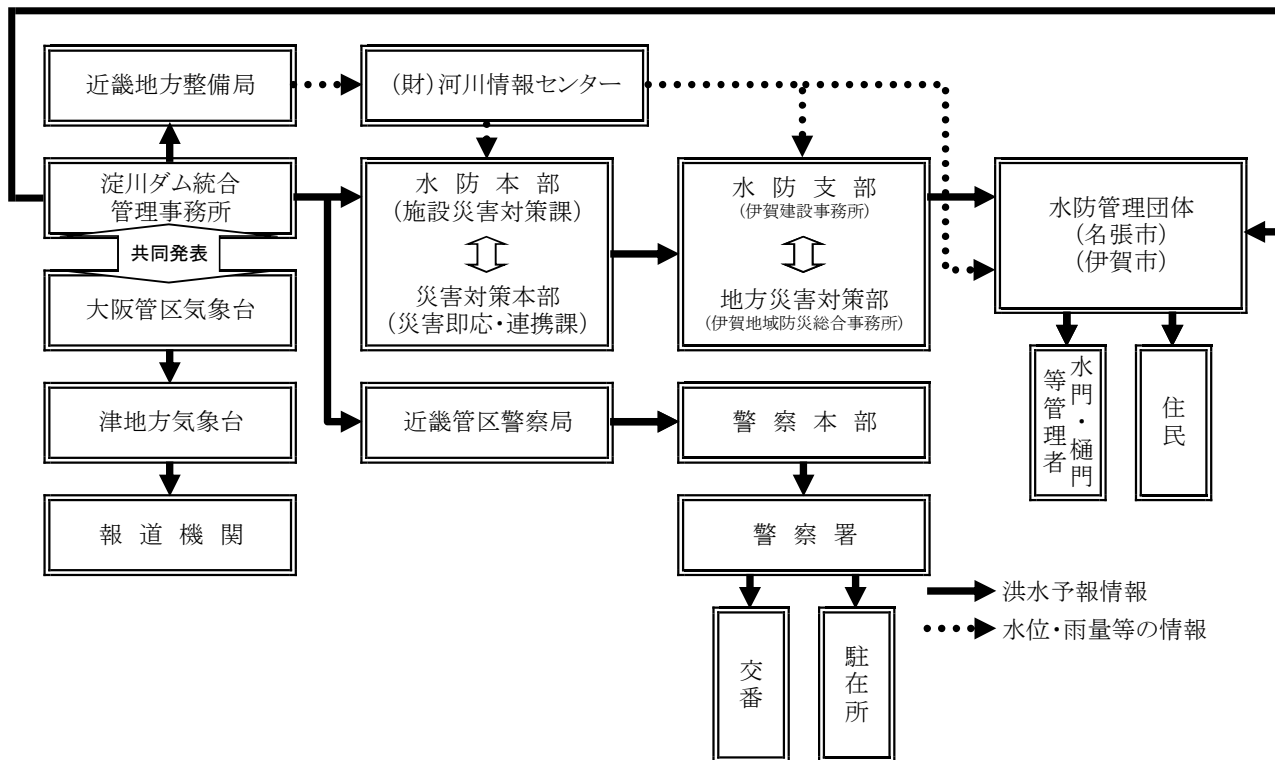 近畿地方整備局
(財)河川情報センター
淀川ダム統合
管理事務所
共同発表
大阪管区気象台
津地方気象台
報道機関
水防本部
(施設災害対策課)
災害対策本部
(災害即応・連携課)
水防支部
(伊賀建設事務所)
地方災害対策部
(伊賀地域防災総合事務所)
水防管理団体
(名張市)
(伊賀市)
水門・樋門
等管理者
住民
近畿管区警察局
警察本部
警察署
交番
駐在所
洪水予報情報
水位・雨量等の情報